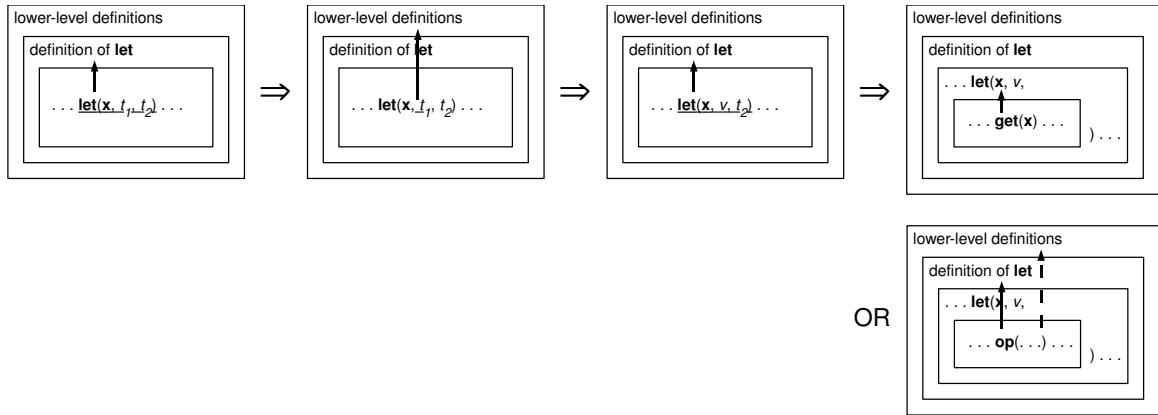 lower-level definitions
definition of let
. . . let(x, t1, t2) . . .
⇒
lower-level definitions
definition of let
. . . let(x, t1, t2) . . .
⇒
lower-level definitions
definition of let
. . . let(x, v, t2) . . .
⇒
lower-level definitions
definition of let
. . . let(x, v,
. . . get(x) . . .
) . . .
OR
lower-level definitions
definition of let
. . . let(x, v,
. . . op(. . .) . . .
) . . .